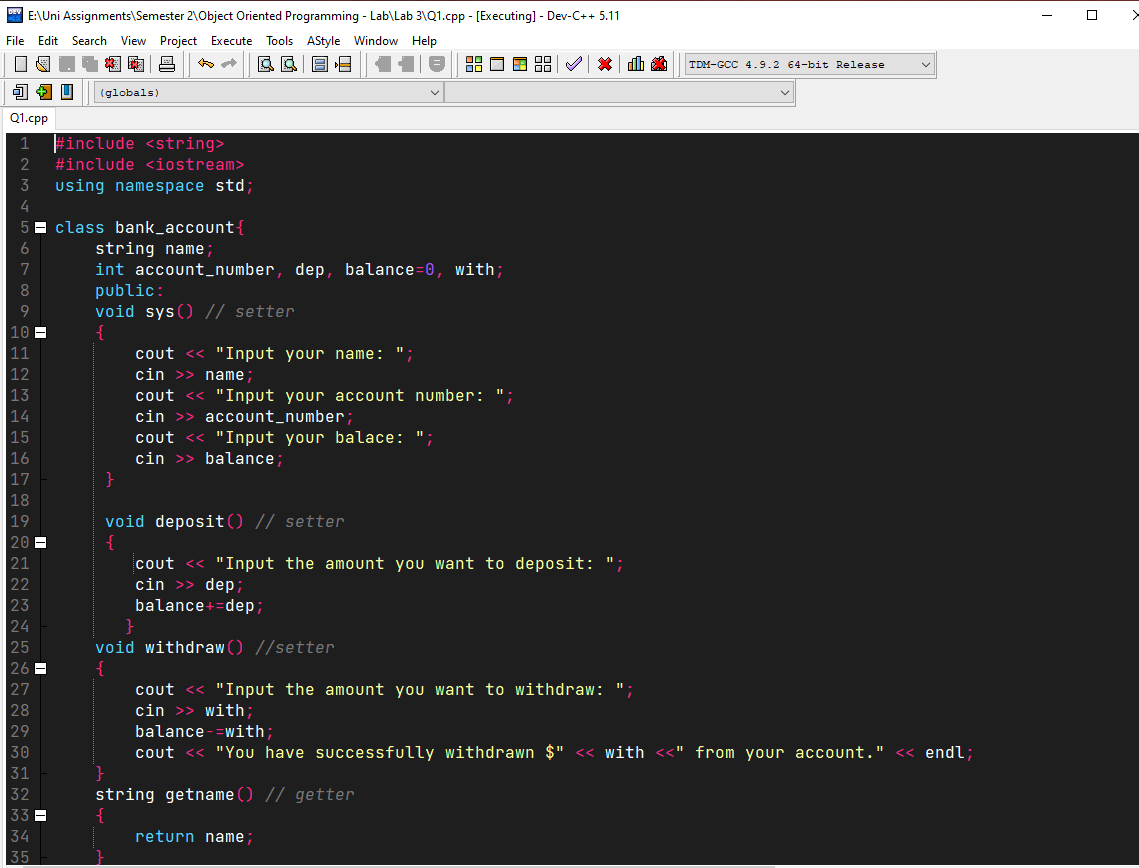 E:\Uni Assignments\Semester 2\Object Oriented Programming - Lab\Lab 3\Q1.cpp - [Executing] - Dev-C++ 5.11
File Edit Search View Project Execute Tools AStyle Window Help
TDM-GCC 4.9.2 64-bit Release
(globals)
Q1.cpp
1 #include <string>
2 #include <iostream>
3 using namespace std;
4
5 class bank_account{
6 string name;
7 int account_number, dep, balance=0, with;
8 public:
9 void sys() // setter
10 {
11 cout << "Input your name: ";
12 cin >> name;
13 cout << "Input your account number: ";
14 cin >> account_number;
15 cout << "Input your balace: ";
16 cin >> balance;
17 }
18
19 void deposit() // setter
20 {
21 cout << "Input the amount you want to deposit: ";
22 cin >> dep;
23 balance+=dep;
24 }
25 void withdraw() //setter
26 {
27 cout << "Input the amount you want to withdraw: ";
28 cin >> with;
29 balance-=with;
30 cout << "You have successfully withdrawn $" << with <<" from your account." << endl;
31 }
32 string getname() // getter
33 {
34 return name;
35 }